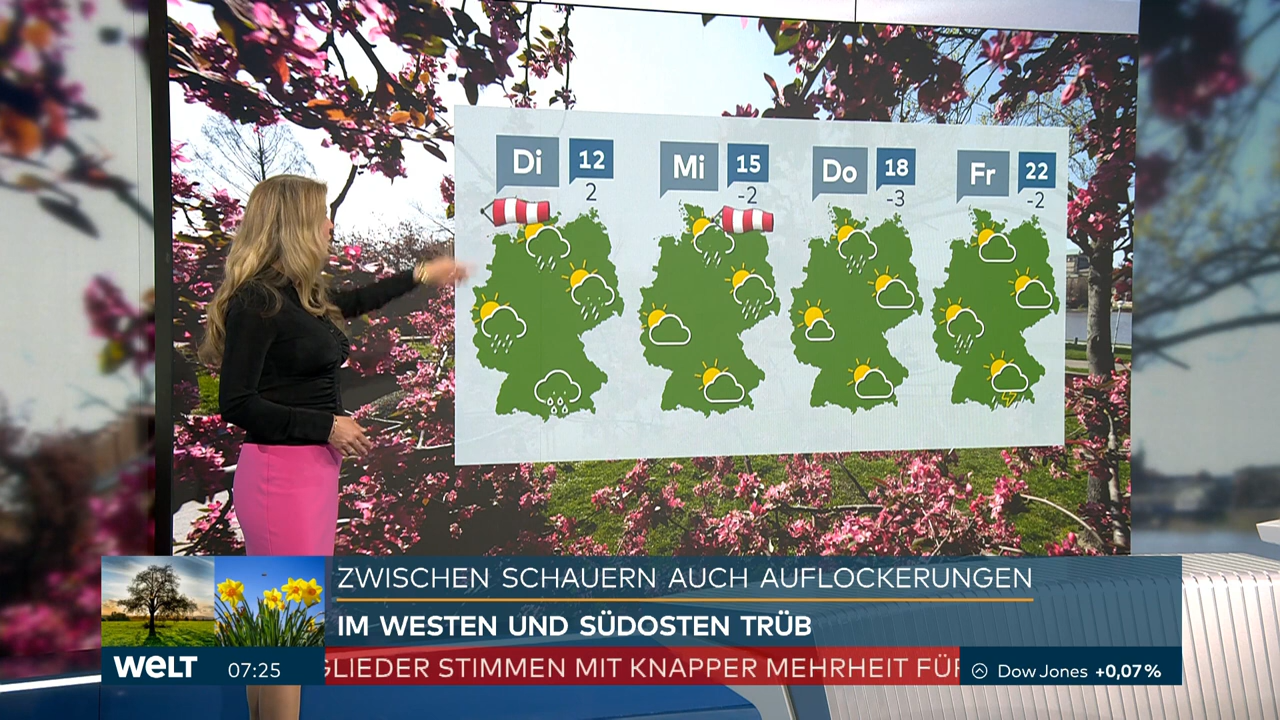 Di 12
2
Mi 15
-2
Do 18
-3
Fr 22
-2
ZWISCHEN SCHAUERN AUCH AUFLOCKERUNGEN
IM WESTEN UND SÜDOSTEN TRÜB
WELT 07:25 GLIEDER STIMMEN MIT KNAPPER MEHRHEIT FÜR Dow Jones +0,07%